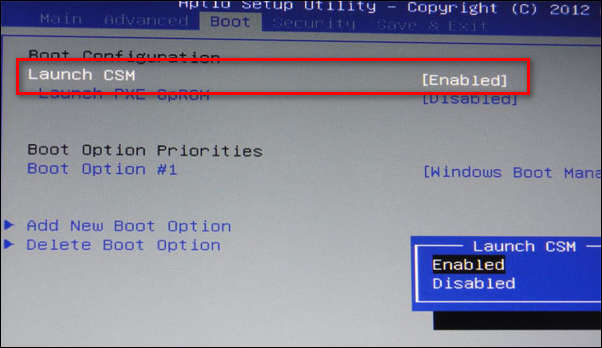 Aptio Setup Utility - Copyright (C) 2012
Main Advanced Boot Security Save & Exit
Boot Configuration
Launch CSM [Enabled]
Launch PXE OpROM [Disabled]
Boot Option Priorities
Boot Option #1 [Windows Boot Mana
Add New Boot Option
Delete Boot Option
Launch CSM
Enabled
Disabled